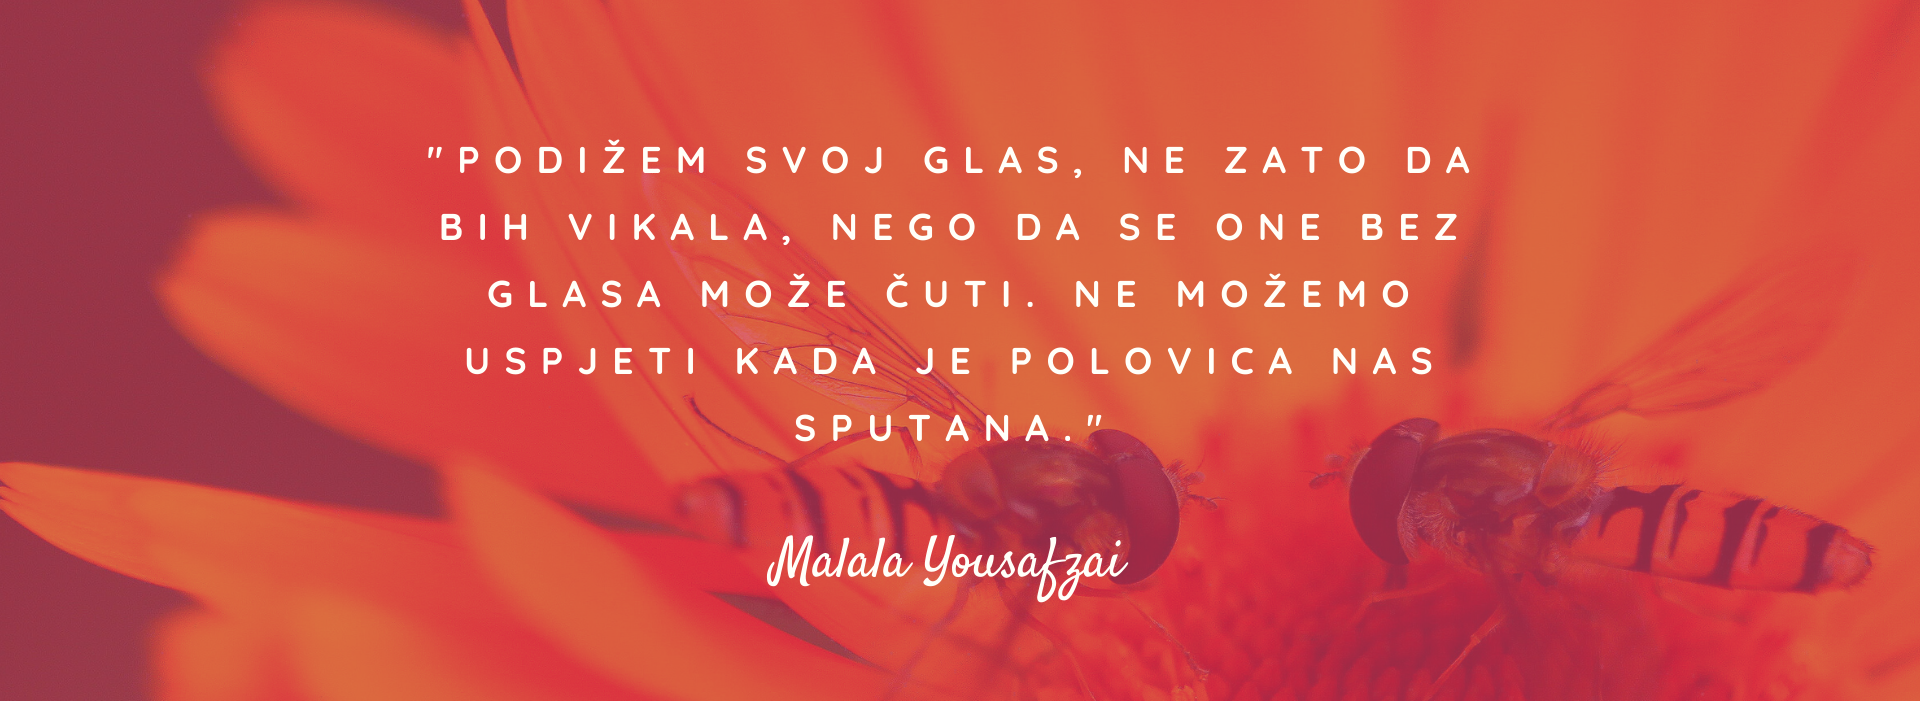 "PODIŽEM SVOJ GLAS, NE ZATO DA
BIH VIKALA, NEGO DA SE ONE BEZ
GLASA MOŽE ČUTI. NE MOŽEMO
USPJETI KADA JE POLOVICA NAS
SPUTANA."
Malala Yousafzai